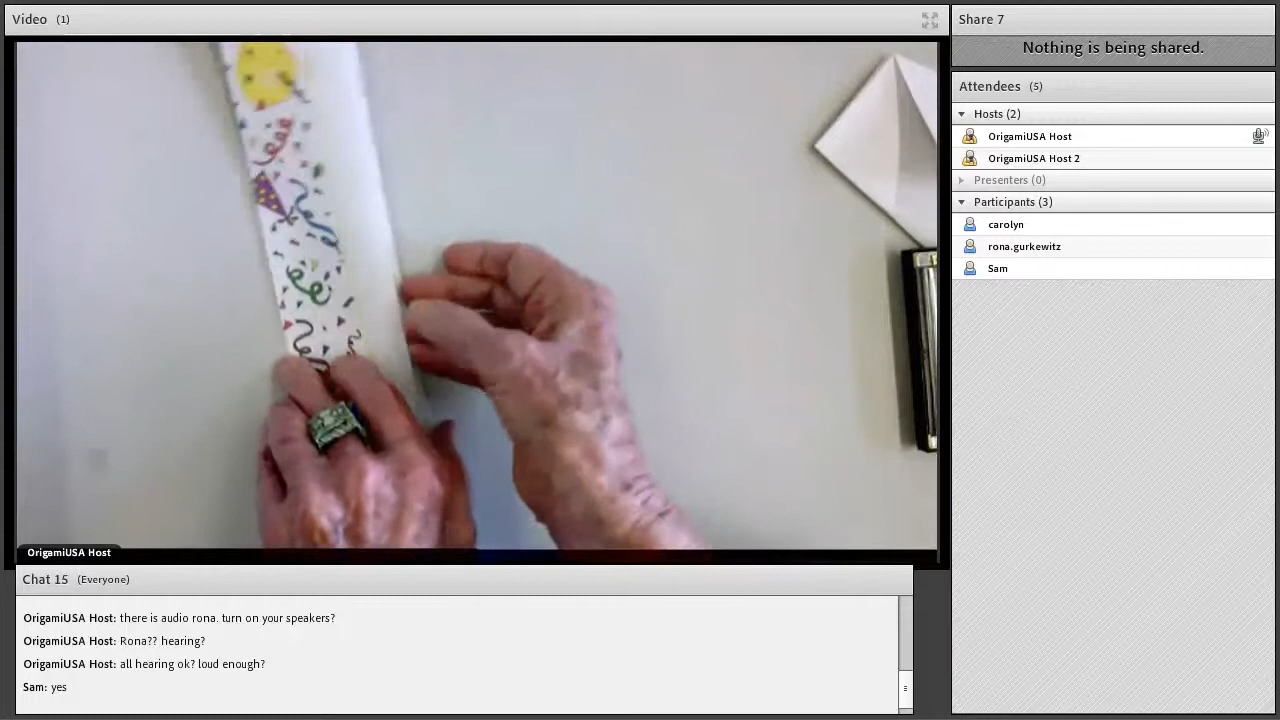 Video (1)
OrigamiUSA Host
Chat 15 (Everyone)
OrigamiUSA Host: there is audio rona. turn on your speakers?
OrigamiUSA Host: Rona?? hearing?
OrigamiUSA Host: all hearing ok? loud enough?
Sam: yes
Share 7
Nothing is being shared.
Attendees (5)
Hosts (2)
OrigamiUSA Host
OrigamiUSA Host 2
Presenters (0)
Participants (3)
carolyn
rona.gurkewitz
Sam